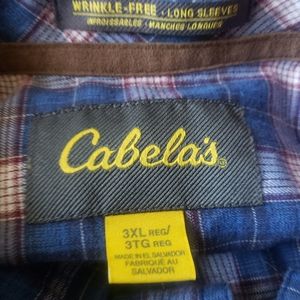 WRINKLE-FREE • LONG SLEEVES
INFROISSABLES • MANCHES LONGUES
Cabela's®
3XL REG/
3TG REG
MADE IN EL SALVADOR
FABRIQUÉ AU
SALVADOR